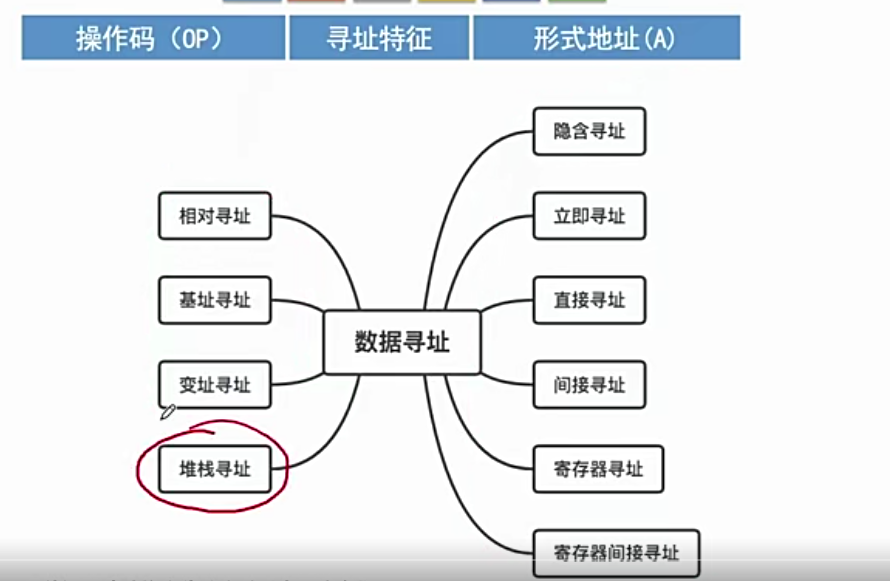 操作码（OP） 寻址特征 形式地址(A)
隐含寻址
相对寻址 立即寻址
基址寻址 直接寻址
数据寻址
变址寻址 间接寻址
堆栈寻址 寄存器寻址
寄存器间接寻址